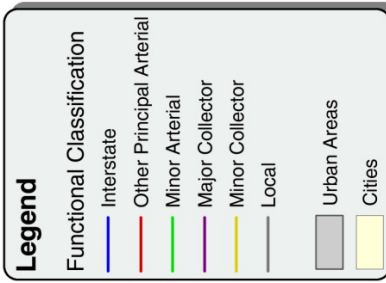 Legend
Functional Classification
Interstate
Other Principal Arterial
Minor Arterial
Major Collector
Minor Collector
Local
Urban Areas
Cities